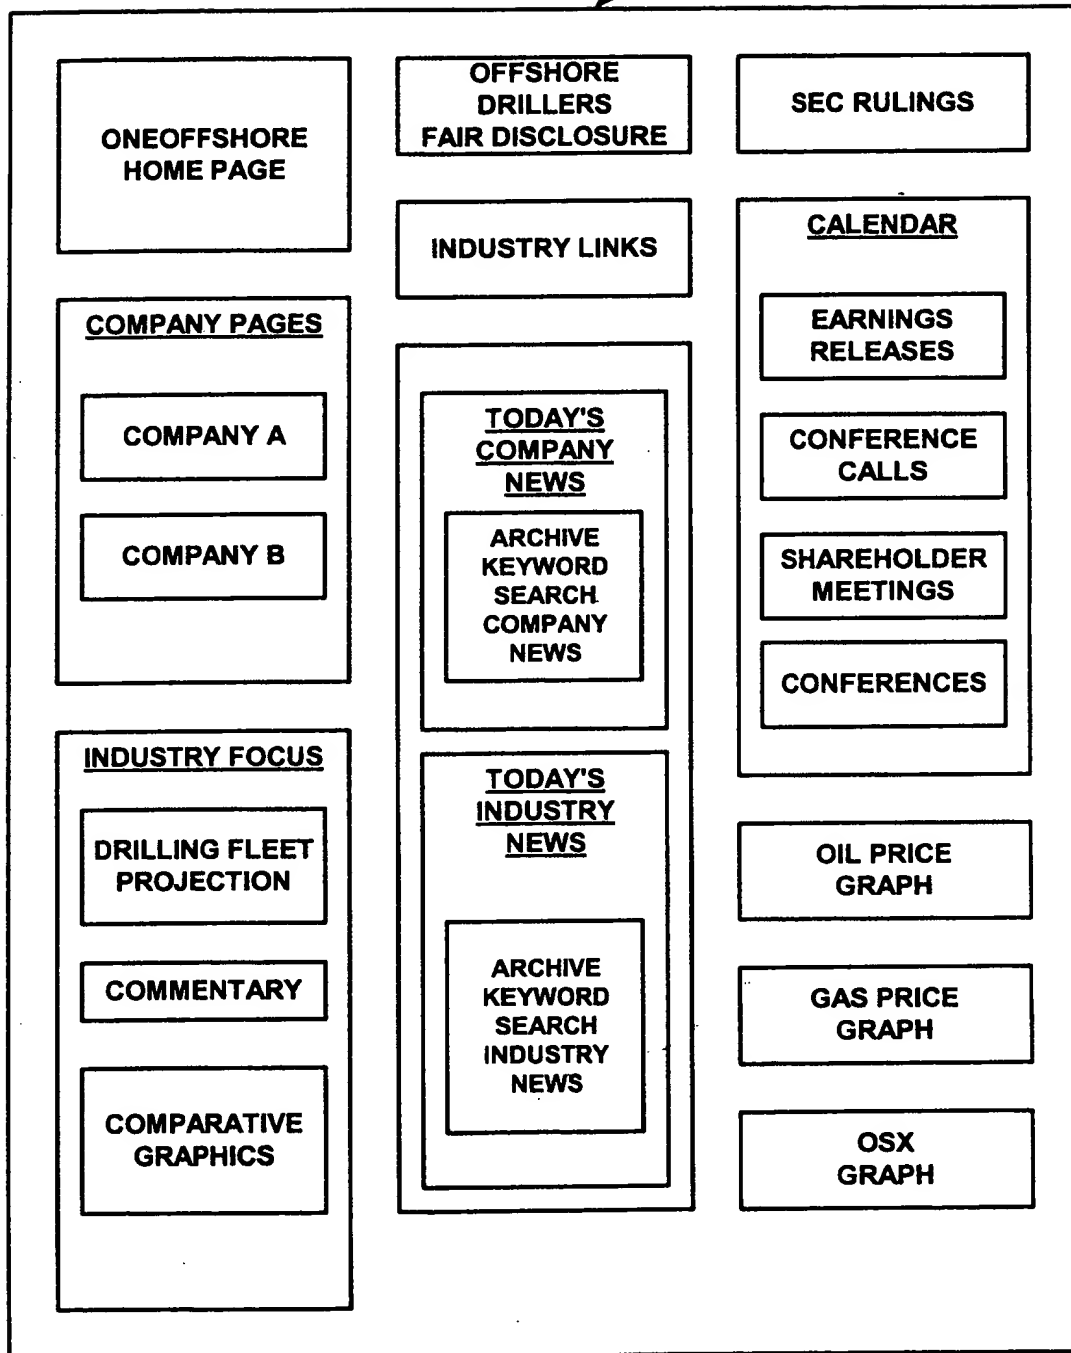 ONEOFFSHORE
HOME PAGE
COMPANY PAGES
COMPANY A
COMPANY B
INDUSTRY FOCUS
DRILLING FLEET
PROJECTION
COMMENTARY
COMPARATIVE
GRAPHICS
OFFSHORE
DRILLERS
FAIR DISCLOSURE
INDUSTRY LINKS
TODAY'S
COMPANY
NEWS
ARCHIVE
KEYWORD
SEARCH
COMPANY
NEWS
TODAY'S
INDUSTRY
NEWS
ARCHIVE
KEYWORD
SEARCH
INDUSTRY
NEWS
SEC RULINGS
CALENDAR
EARNINGS
RELEASES
CONFERENCE
CALLS
SHAREHOLDER
MEETINGS
CONFERENCES
OIL PRICE
GRAPH
GAS PRICE
GRAPH
OSX
GRAPH